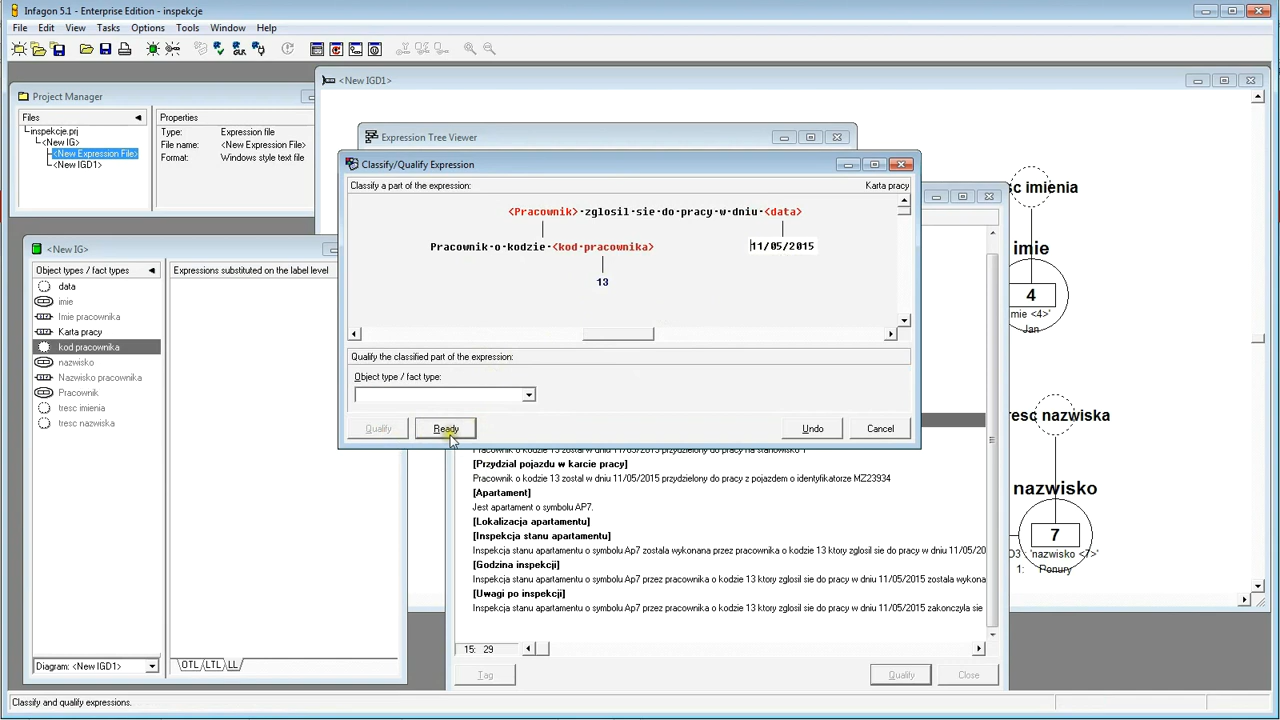 Infagon 5.1 - Enterprise Edition - inspekcje
File Edit View Tasks Options Window Help
<New IGD1>
Project Manager
Files
Properties
inspekcje.prj
<New IG>
<New Expression File>
<New IGD1>
Type: Expression file
File name: <New Expression File>
Format: Windows style text file
Expression Tree Viewer
Classify/Qualify Expression
Classify a part of the expression:
Karta pracy
<Pracownik>·zglosil·sie·do·pracy·w·dniu·<data>
Pracownik·o·kodzie·<kod·pracownika>
11/05/2015
13
Qualify the classified part of the expression:
Object type / fact type:
Qualify
Ready
Undo
Cancel
<New IG>
Object types / fact types:
Expressions substituted on the label level
data
imie
Imie pracownika
Karta pracy
kod pracownika
nazwisko
Nazwisko pracownika
Pracownik
tresc imienia
tresc nazwiska
Diagram: <New IGD1>
OTL LTL LL
Pracownik o kodzie 13 zostal w dniu 11/05/2015 przydzielony do pracy na stanowisko 1
[Przydzial pojazdu w karcie pracy]
Pracownik o kodzie 13 zostal w dniu 11/05/2015 przydzielony do pracy z pojazdem o identyfikatorze MZ23934
[Apartament]
Jest apartament o symbolu AP7.
[Lokalizacja apartamentu]
[Inspekcja stanu apartamentu]
Inspekcja stanu apartamentu o symbolu Ap7 zostala wykonana przez pracownika o kodzie 13 ktory zglosil sie do pracy w dniu 11/05/20
[Godzina inspekcji]
Inspekcja stanu apartamentu o symbolu Ap7 przez pracownika o kodzie 13 ktory zglosil sie do pracy w dniu 11/05/2015 zostala wykona
[Uwagi po inspekcji]
Inspekcja stanu apartamentu o symbolu Ap7 przez pracownika o kodzie 13 ktory zglosil sie do pracy w dniu 11/05/2015 zakonczyla sie
15: 29
Tag
Qualify
Close
sc imienia
imie
4
mie <4>'
Jan
resc nazwiska
nazwisko
7
O3 : 'nazwisko <7>'
1: Ponury
Classify and qualify expressions.